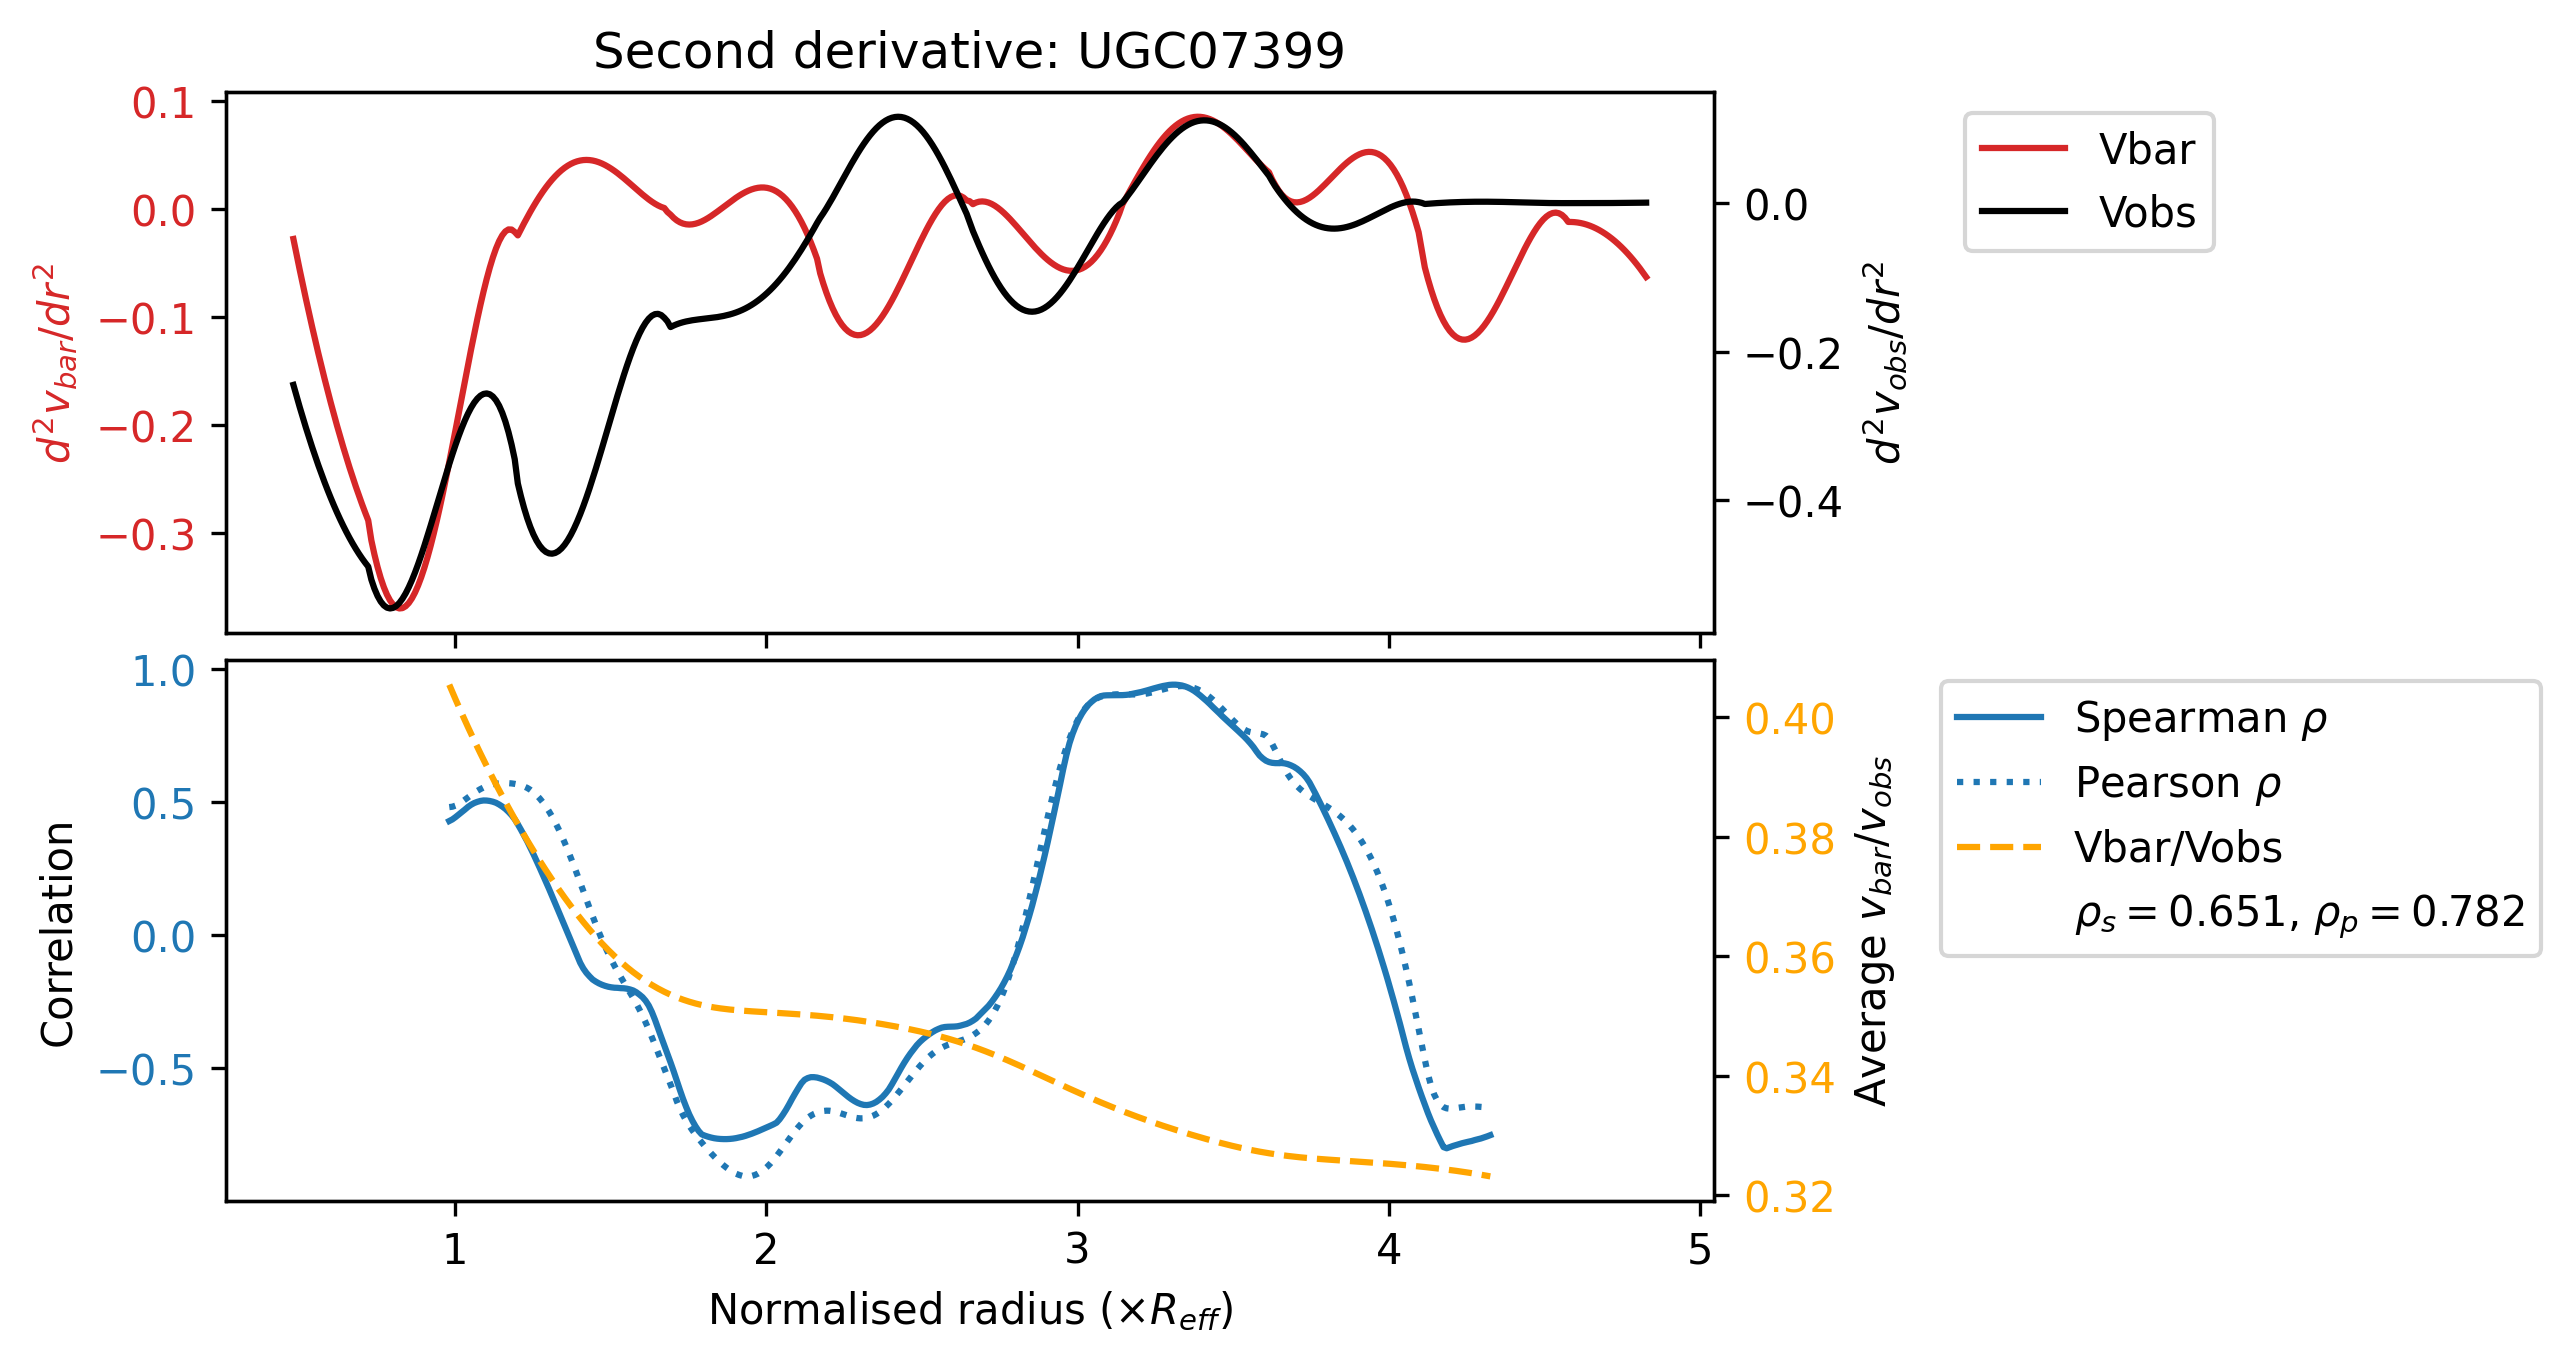 Second derivative: UGC07399
0.1
0.0
−0.1
−0.2
−0.3
d²v_bar/dr²
0.0
−0.2
−0.4
d²v_obs/dr²
Vbar
Vobs
1.0
0.5
0.0
−0.5
Correlation
0.40
0.38
0.36
0.34
0.32
Average v_bar/v_obs
Spearman ρ
Pearson ρ
Vbar/Vobs
ρ_s = 0.651, ρ_p = 0.782
1 2 3 4 5
Normalised radius (×R_eff)